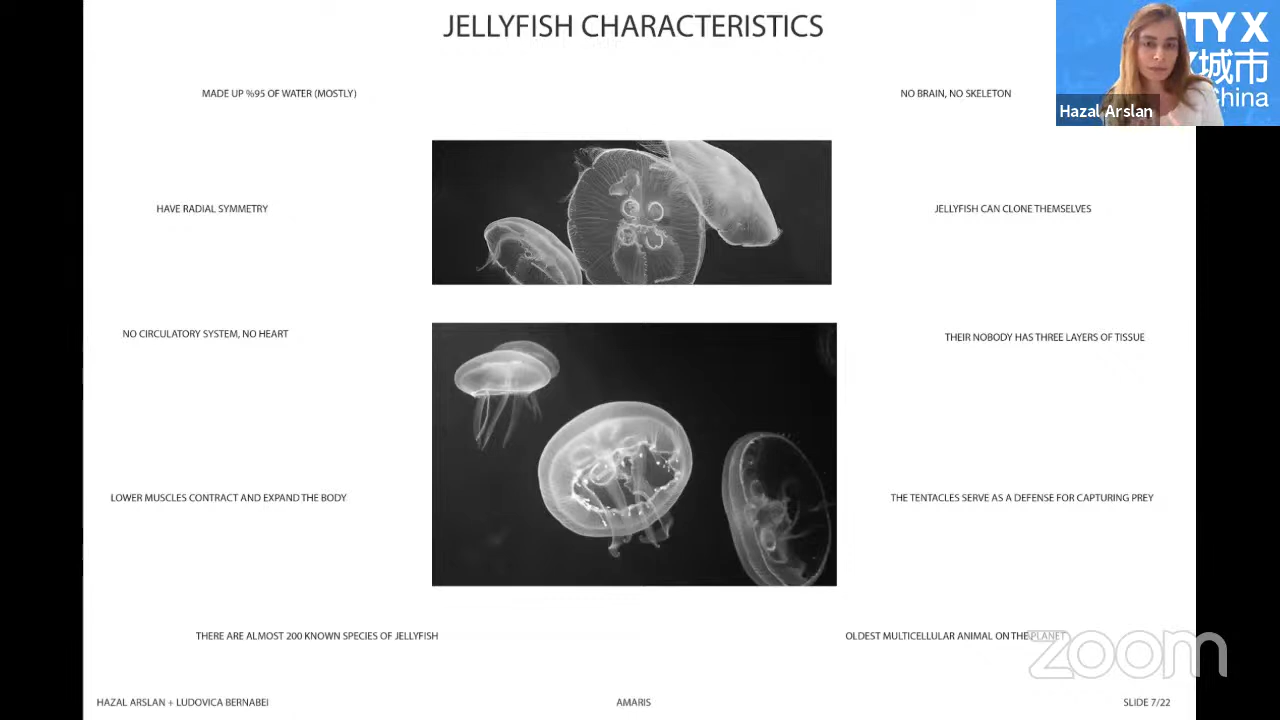 JELLYFISH CHARACTERISTICS
ITY X
城市
China
Hazal Arslan
MADE UP %95 OF WATER (MOSTLY)
NO BRAIN, NO SKELETON
HAVE RADIAL SYMMETRY
JELLYFISH CAN CLONE THEMSELVES
NO CIRCULATORY SYSTEM, NO HEART
THEIR NOBODY HAS THREE LAYERS OF TISSUE
LOWER MUSCLES CONTRACT AND EXPAND THE BODY
THE TENTACLES SERVE AS A DEFENSE FOR CAPTURING PREY
THERE ARE ALMOST 200 KNOWN SPECIES OF JELLYFISH
OLDEST MULTICELLULAR ANIMAL ON THE PLANET
zoom
HAZAL ARSLAN + LUDOVICA BERNABEI
AMARIS
SLIDE 7/22